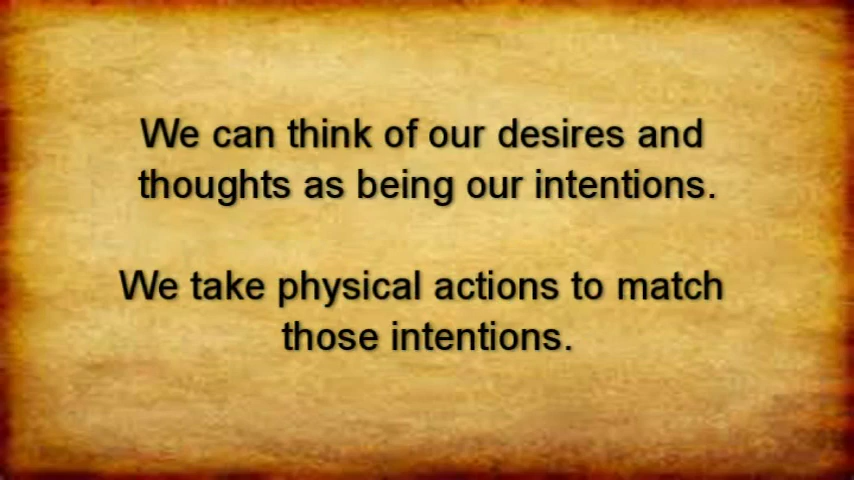 We can think of our desires and
thoughts as being our intentions.
We take physical actions to match
those intentions.